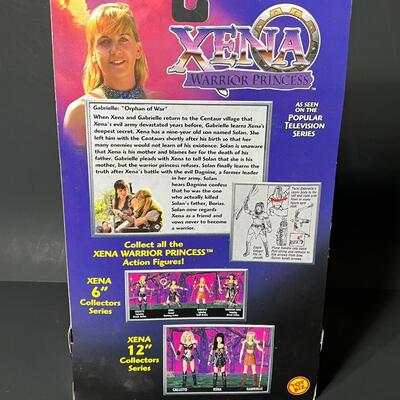 XENA
WARRIOR PRINCESS™
AS SEEN
ON THE
POPULAR
TELEVISION
SERIES
Gabrielle: "Orphan of War"
When Xena and Gabrielle return to the Centaur village that
that Xena's evil army devastated years before, Gabrielle learns Xena's
deepest secret. Xena has a nine-year old son named Solan. She
left him with the Centaurs shortly after his birth so that her
many enemies would not learn of his existence. Solan is unaware
that Xena is his mother and blames her for the death of his
father. Gabrielle pleads with Xena to tell Solan that she is his
mother, but the warrior princess refuses. Solan finally learns the
truth after Xena's battle with the evil Dagnine, a former leader
in her army. Solan
hears Dagnine confess
that he was the one
who actually killed
Solan's father, Borias.
Solan now regards
Xena as a friend and
vows never to become
a warrior.
Collect all the
XENA WARRIOR PRINCESS™
Action Figures!
XENA
6"
Collectors
Series
XENA
12"
Collectors
Series
CALLISTO
XENA
GABRIELLE
TOY BIZ